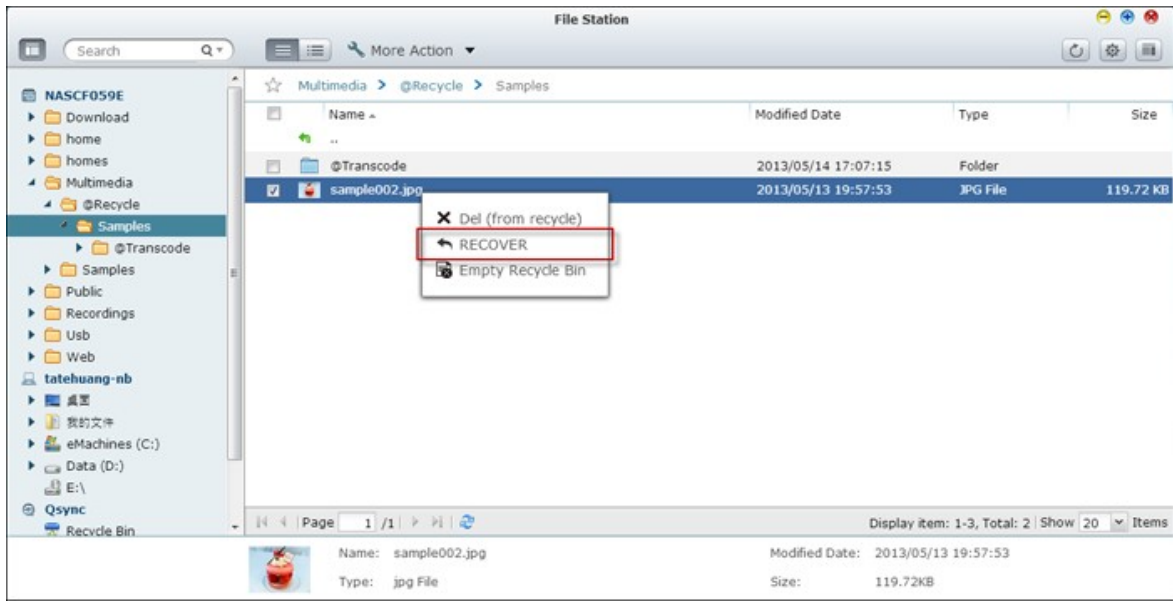 File Station
Search
More Action
NASCF059E
Download
home
homes
Multimedia
@Recycle
Samples
@Transcode
Samples
Public
Recordings
Usb
Web
tatehuang-nb
桌面
我的文件
eMachines (C:)
Data (D:)
E:\
Qsync
Recycle Bin
Multimedia > @Recycle > Samples
Name Modified Date Type Size
..
@Transcode 2013/05/14 17:07:15 Folder
sample002.jpg 2013/05/13 19:57:53 JPG File 119.72 KB
Del (from recycle)
RECOVER
Empty Recycle Bin
Page 1 /1 Display item: 1-3, Total: 2 Show 20 Items
Name: sample002.jpg Modified Date: 2013/05/13 19:57:53
Type: jpg File Size: 119.72KB